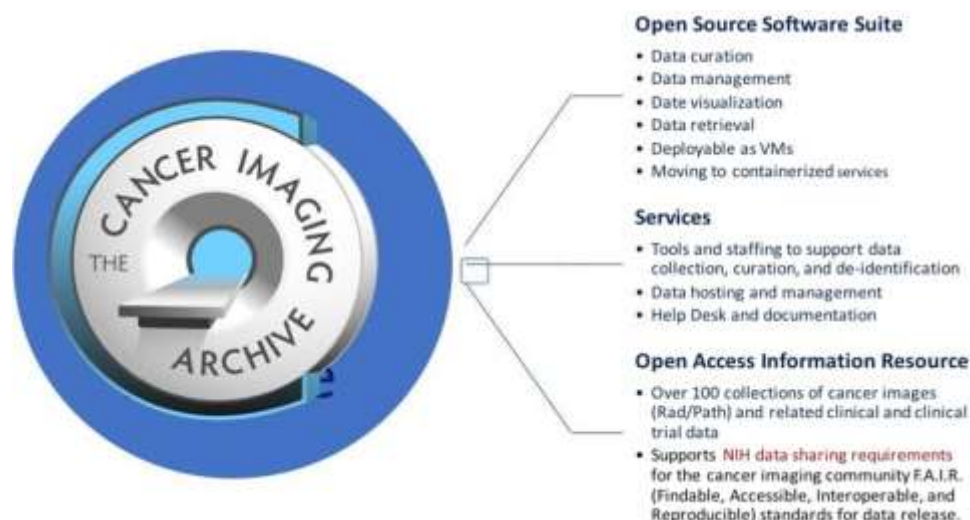 THE CANCER IMAGING ARCHIVE
Open Source Software Suite
• Data curation
• Data management
• Date visualization
• Data retrieval
• Deployable as VMs
• Moving to containerized services
Services
• Tools and staffing to support data
collection, curation, and de-identification
• Data hosting and management
• Help Desk and documentation
Open Access Information Resource
• Over 100 collections of cancer images
(Rad/Path) and related clinical and clinical
trial data
• Supports NIH data sharing requirements
for the cancer imaging community F.A.I.R.
(Findable, Accessible, Interoperable, and
Reproducible) standards for data release.